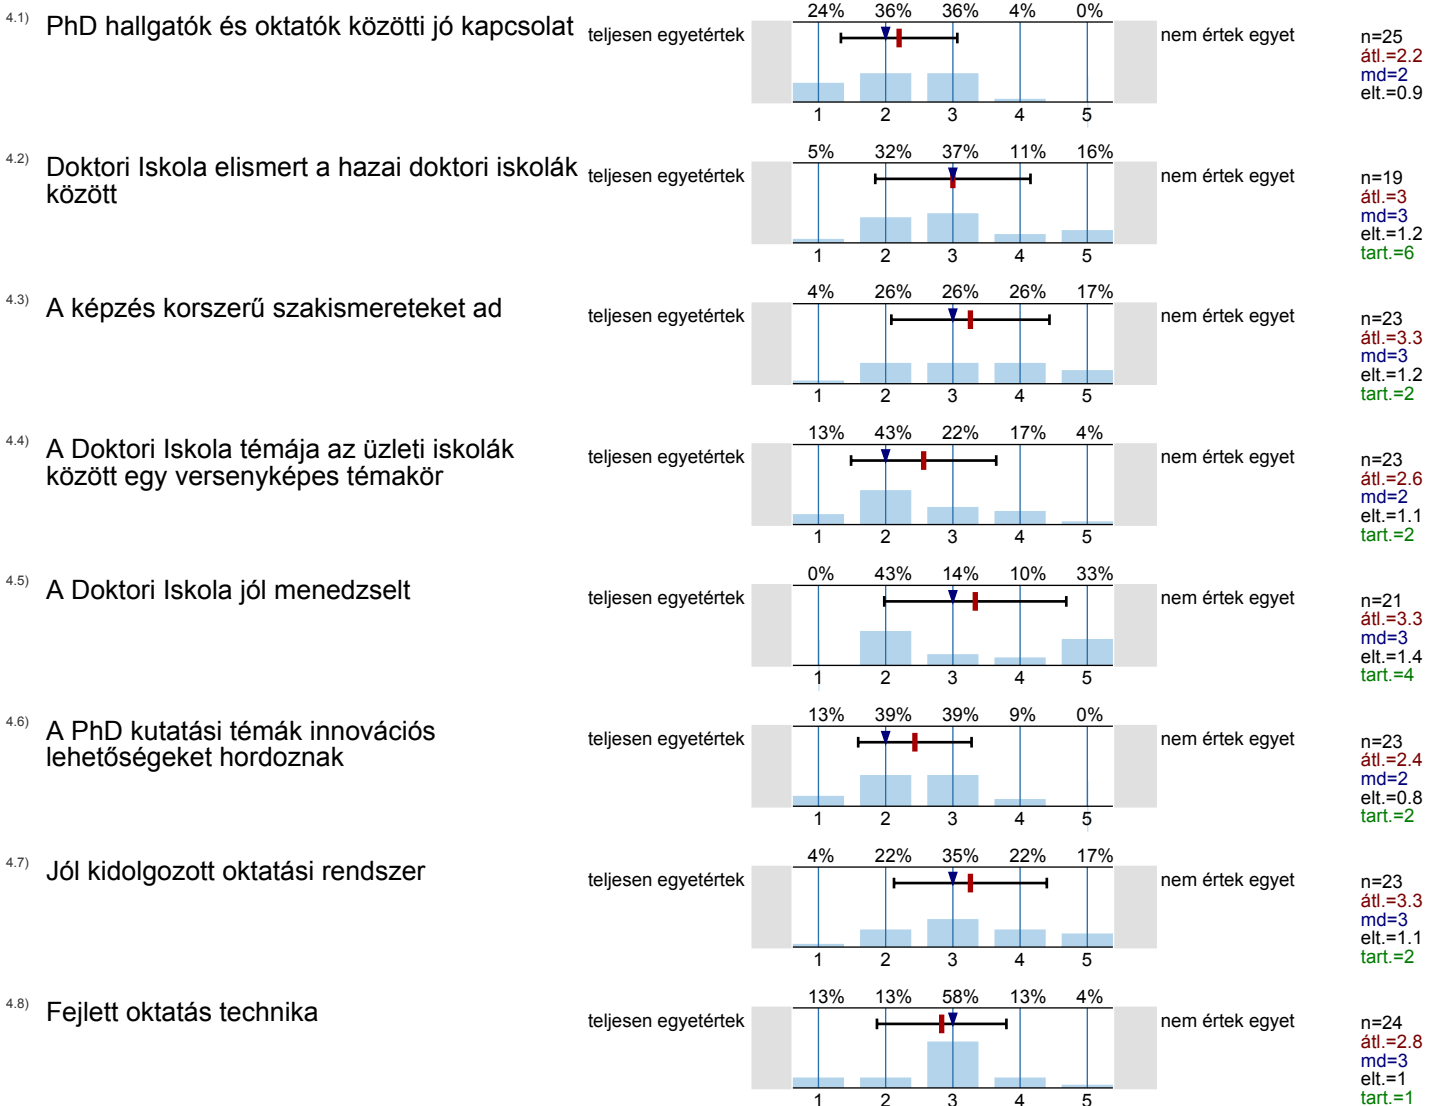 4.1) PhD hallgatók és oktatók közötti jó kapcsolat
teljesen egyetértek
24% 36% 36% 4% 0%
1 2 3 4 5
nem értek egyet
n=25
átl.=2.2
md=2
elt.=0.9
4.2) Doktori Iskola elismert a hazai doktori iskolák
között
teljesen egyetértek
5% 32% 37% 11% 16%
1 2 3 4 5
nem értek egyet
n=19
átl.=3
md=3
elt.=1.2
tart.=6
4.3) A képzés korszerű szakismereteket ad
teljesen egyetértek
4% 26% 26% 26% 17%
1 2 3 4 5
nem értek egyet
n=23
átl.=3.3
md=3
elt.=1.2
tart.=2
4.4) A Doktori Iskola témája az üzleti iskolák
között egy versenyképes témakör
teljesen egyetértek
13% 43% 22% 17% 4%
1 2 3 4 5
nem értek egyet
n=23
átl.=2.6
md=2
elt.=1.1
tart.=2
4.5) A Doktori Iskola jól menedzselt
teljesen egyetértek
0% 43% 14% 10% 33%
1 2 3 4 5
nem értek egyet
n=21
átl.=3.3
md=3
elt.=1.4
tart.=4
4.6) A PhD kutatási témák innovációs
lehetőségeket hordoznak
teljesen egyetértek
13% 39% 39% 9% 0%
1 2 3 4 5
nem értek egyet
n=23
átl.=2.4
md=2
elt.=0.8
tart.=2
4.7) Jól kidolgozott oktatási rendszer
teljesen egyetértek
4% 22% 35% 22% 17%
1 2 3 4 5
nem értek egyet
n=23
átl.=3.3
md=3
elt.=1.1
tart.=2
4.8) Fejlett oktatás technika
teljesen egyetértek
13% 13% 58% 13% 4%
1 2 3 4 5
nem értek egyet
n=24
átl.=2.8
md=3
elt.=1
tart.=1